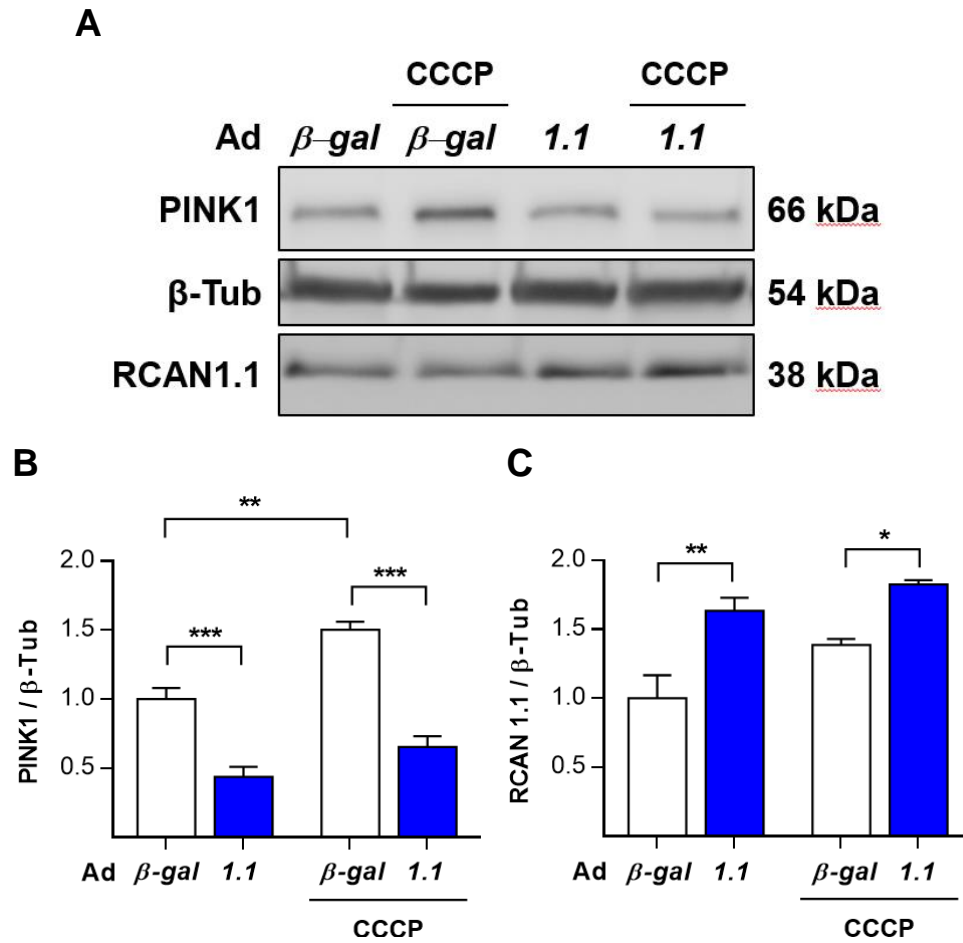 A
CCCP CCCP
Ad β–gal β–gal 1.1 1.1
PINK1 66 kDa
β-Tub 54 kDa
RCAN1.1 38 kDa
B
**
***
***
2.0
1.5
1.0
0.5
PINK1 / β-Tub
Ad β-gal 1.1 β-gal 1.1
CCCP
C
**
*
2.0
1.5
1.0
0.5
RCAN 1.1 / β-Tub
Ad β-gal 1.1 β-gal 1.1
CCCP